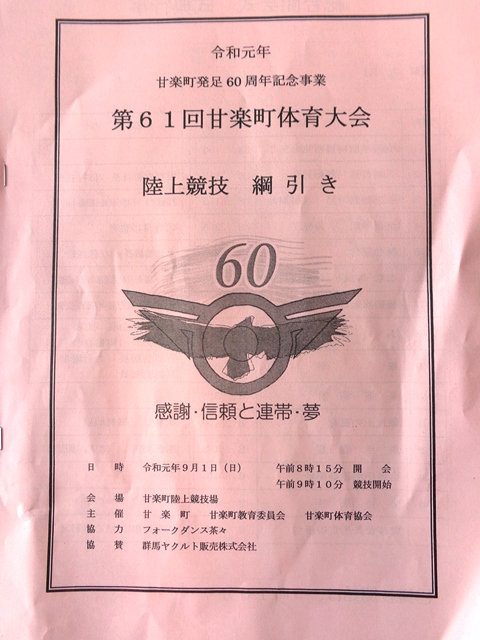 令和元年
甘楽町発足60周年記念事業
第61回甘楽町体育大会
陸上競技 綱引き
60
感謝・信頼と連帯・夢
日時 令和元年9月1日(日) 午前8時15分 開会
午前9時10分 競技開始
会場 甘楽町陸上競技場
主催 甘楽町 甘楽町教育委員会 甘楽町体育協会
協力 フォークダンス茶々
協賛 群馬ヤクルト販売株式会社